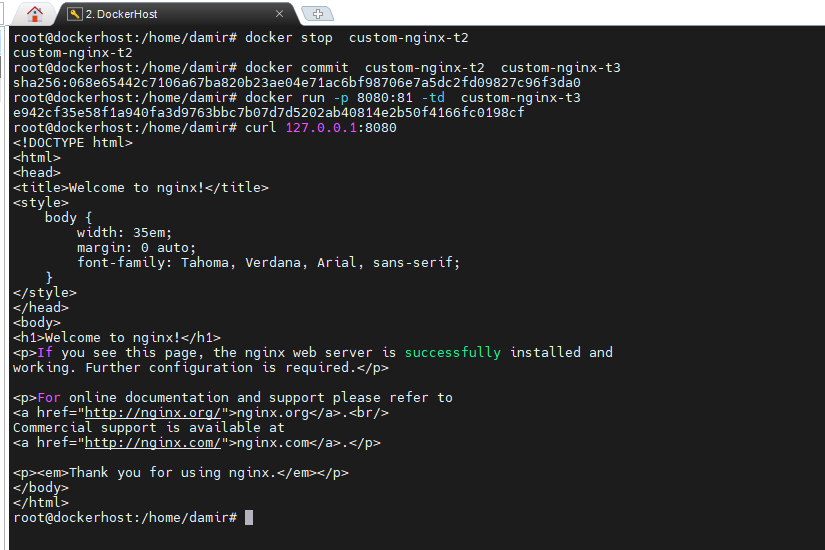 2. DockerHost
root@dockerhost:/home/damir# docker stop  custom-nginx-t2
custom-nginx-t2
root@dockerhost:/home/damir# docker commit  custom-nginx-t2  custom-nginx-t3
sha256:068e65442c7106a67ba820b23ae04e71ac6bf98706e7a5dc2fd09827c96f3da0
root@dockerhost:/home/damir# docker run -p 8080:81 -td  custom-nginx-t3
e942cf35e58f1a940fa3d9763bbc7b07d7d5202ab40814e2b50f4166fc0198cf
root@dockerhost:/home/damir# curl 127.0.0.1:8080
<!DOCTYPE html>
<html>
<head>
<title>Welcome to nginx!</title>
<style>
    body {
        width: 35em;
        margin: 0 auto;
        font-family: Tahoma, Verdana, Arial, sans-serif;
    }
</style>
</head>
<body>
<h1>Welcome to nginx!</h1>
<p>If you see this page, the nginx web server is successfully installed and
working. Further configuration is required.</p>

<p>For online documentation and support please refer to
<a href="http://nginx.org/">nginx.org</a>.<br/>
Commercial support is available at
<a href="http://nginx.com/">nginx.com</a>.</p>

<p><em>Thank you for using nginx.</em></p>
</body>
</html>
root@dockerhost:/home/damir#